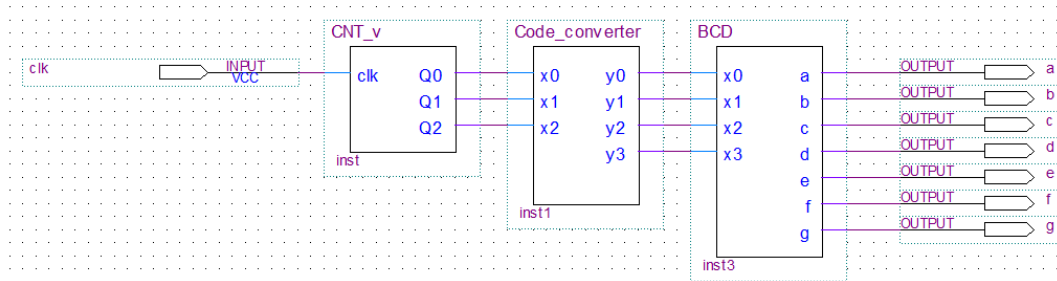 CNT_v
Code_converter
BCD
clk
INPUT
VCC
clk
Q0
Q1
Q2
x0
x1
x2
y0
y1
y2
y3
x0
x1
x2
x3
a
b
c
d
e
f
g
OUTPUT
a
OUTPUT
b
OUTPUT
c
OUTPUT
d
OUTPUT
e
OUTPUT
f
OUTPUT
g
inst
inst1
inst3